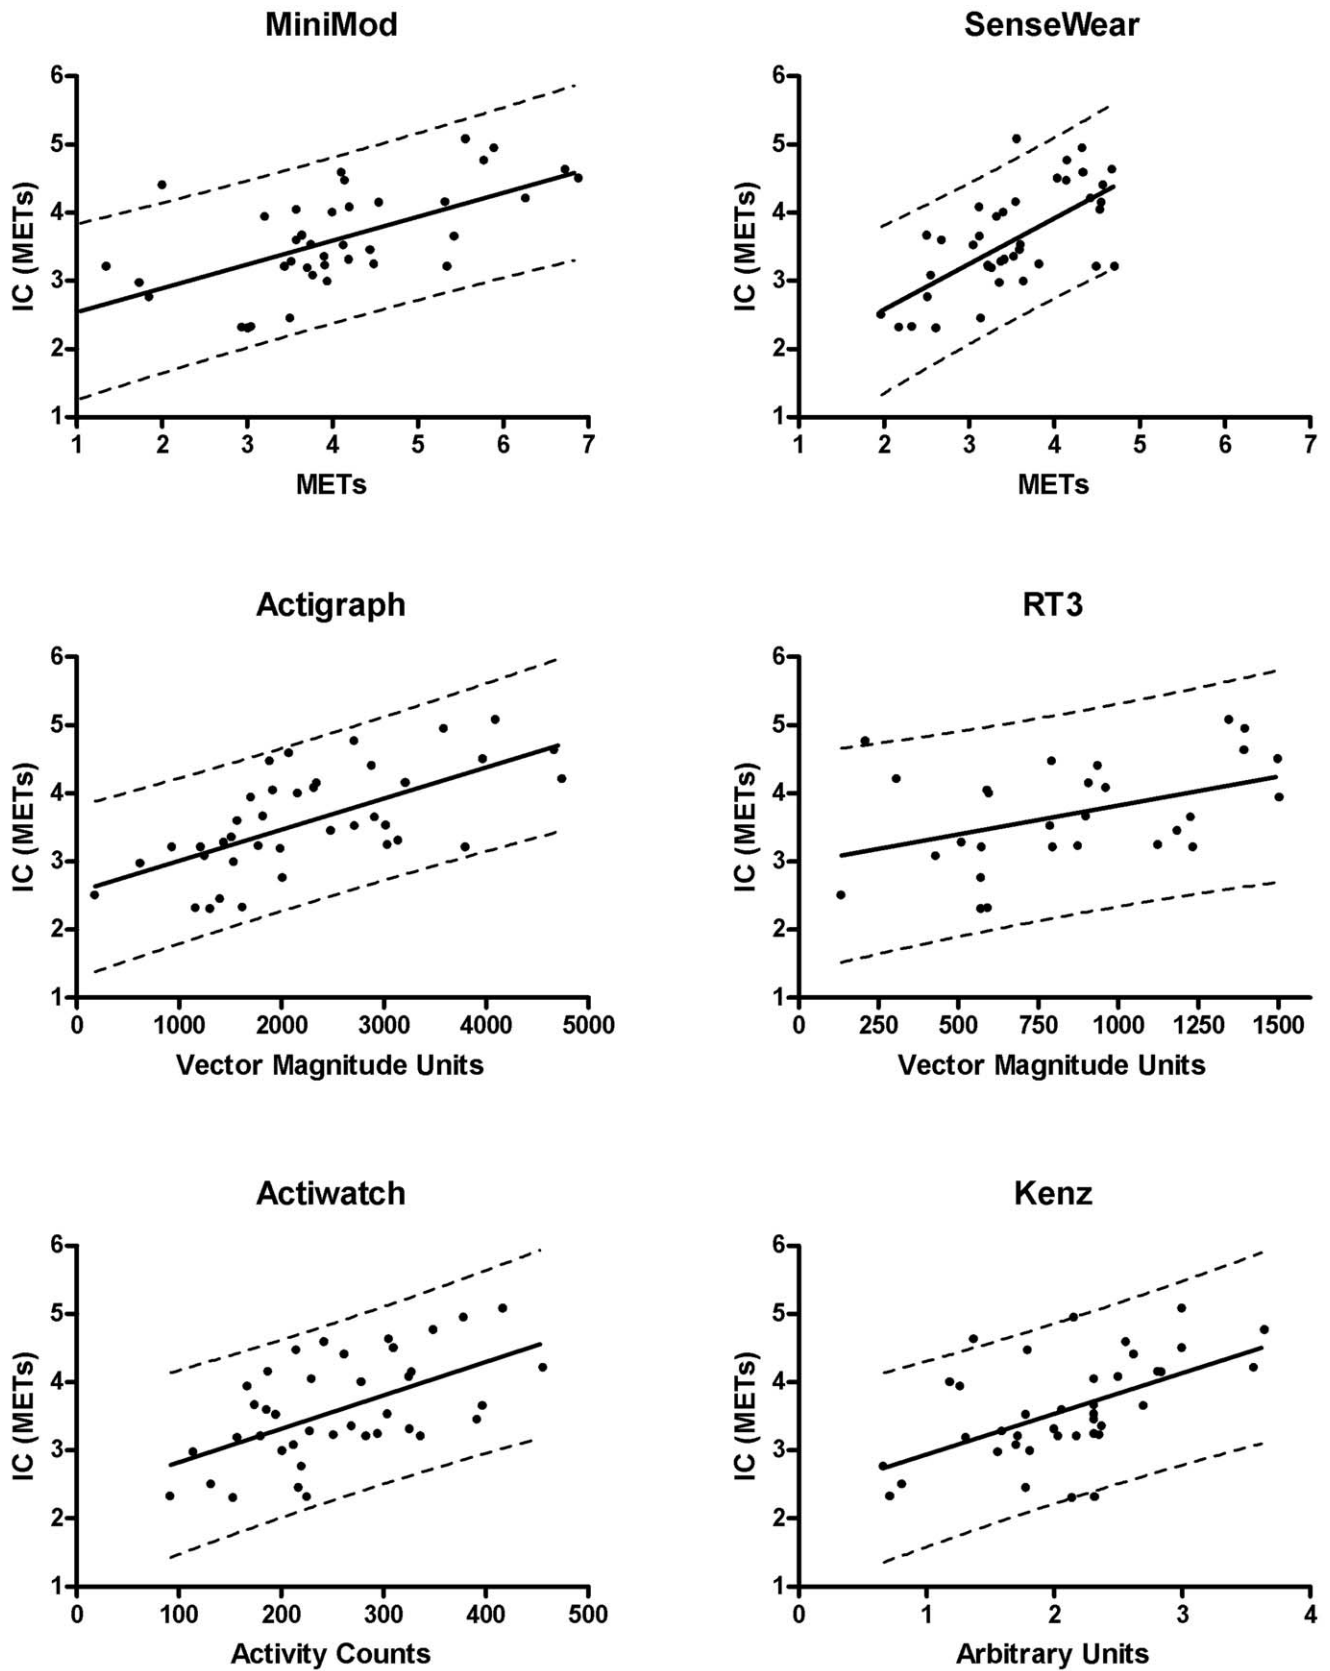 MiniMod
6
5
4
3
2
1
IC (METs)
1 2 3 4 5 6 7
METs
SenseWear
6
5
4
3
2
1
IC (METs)
1 2 3 4 5 6 7
METs
Actigraph
6
5
4
3
2
1
IC (METs)
0 1000 2000 3000 4000 5000
Vector Magnitude Units
RT3
6
5
4
3
2
1
IC (METs)
0 250 500 750 1000 1250 1500
Vector Magnitude Units
Actiwatch
6
5
4
3
2
1
IC (METs)
0 100 200 300 400 500
Activity Counts
Kenz
6
5
4
3
2
1
IC (METs)
0 1 2 3 4
Arbitrary Units